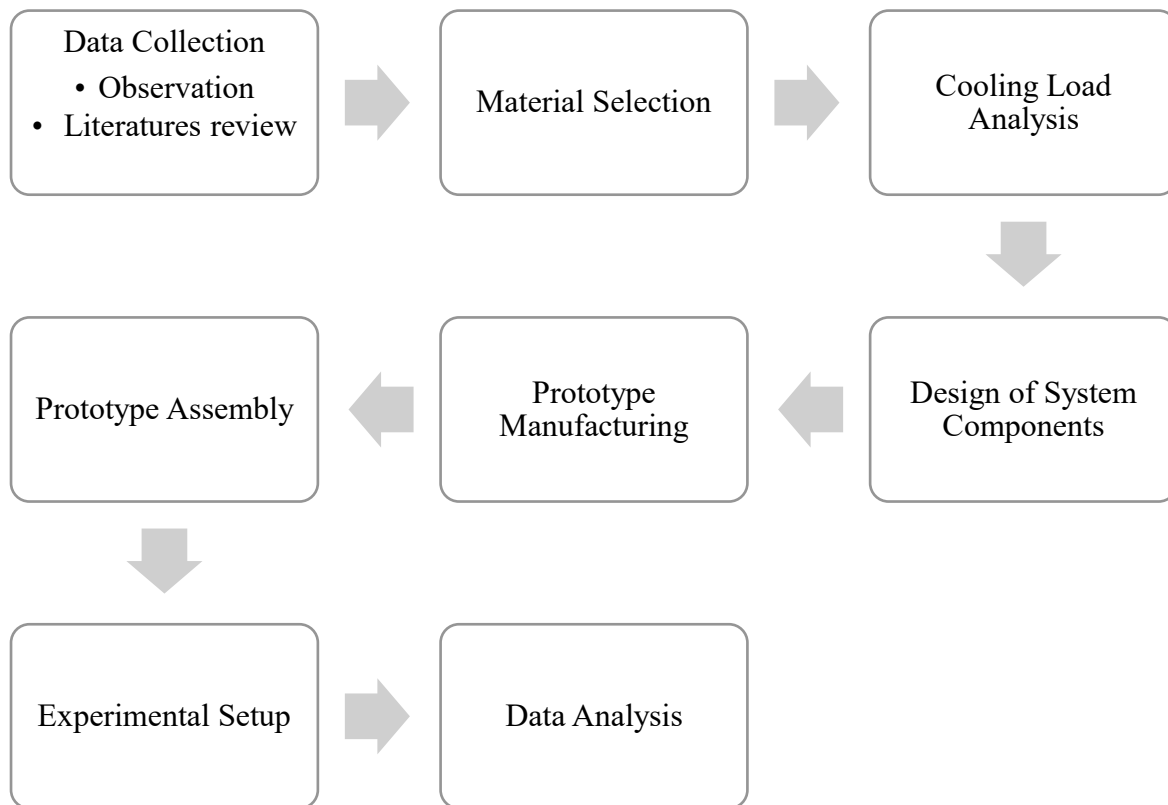 Data Collection
• Observation
• Literatures review
Material Selection
Cooling Load
Analysis
Design of System
Components
Prototype
Manufacturing
Prototype Assembly
Experimental Setup
Data Analysis